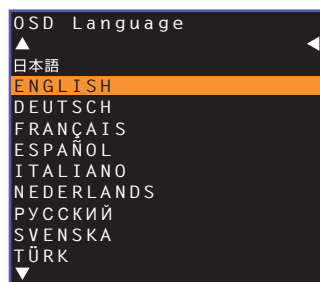 OSD Language
日本語
ENGLISH
DEUTSCH
FRANÇAIS
ESPAÑOL
ITALIANO
NEDERLANDS
РУССКИЙ
SVENSKA
TÜRK